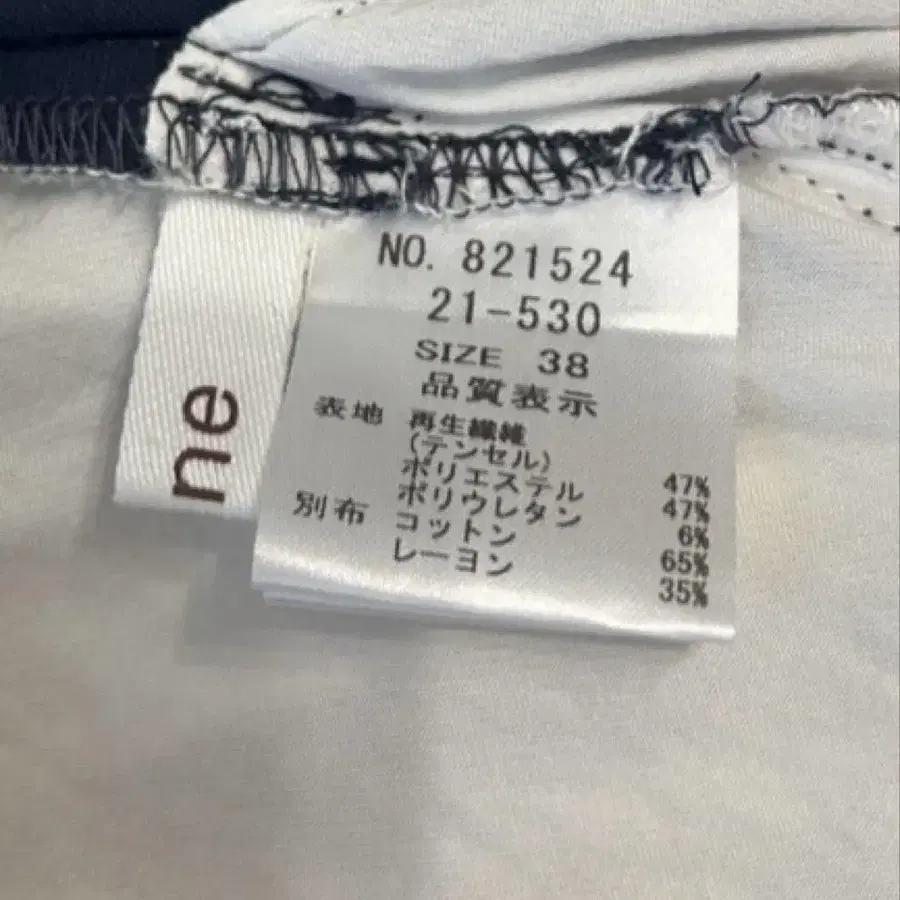 NO. 821524
21-530
SIZE 38
品質表示
表地 再生繊維
(テンセル) 47%
ポリエステル 47%
ポリウレタン 6%
別布 コットン 65%
レーヨン 35%
ne